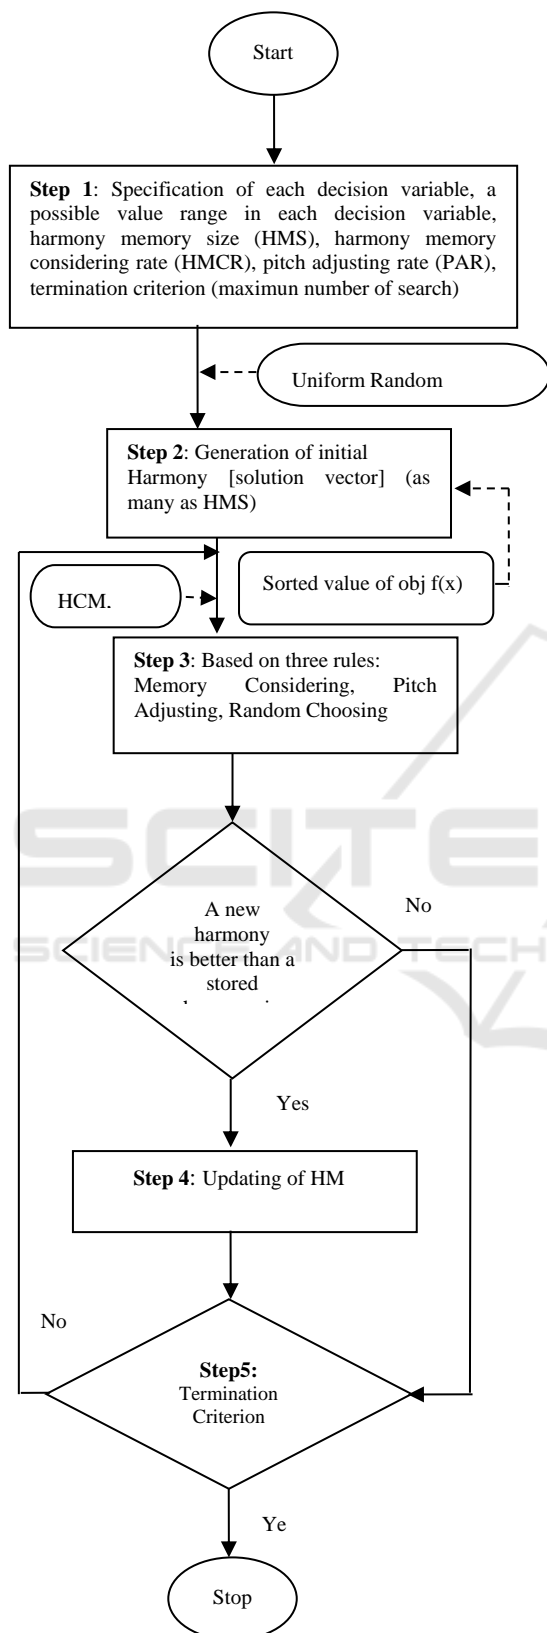 Start
Step 1: Specification of each decision variable, a
possible value range in each decision variable,
harmony memory size (HMS), harmony memory
considering rate (HMCR), pitch adjusting rate (PAR),
termination criterion (maximun number of search)
Uniform Random
Step 2: Generation of initial
Harmony [solution vector] (as
many as HMS)
Sorted value of obj f(x)
HCM.
Step 3: Based on three rules:
Memory Considering, Pitch
Adjusting, Random Choosing
A new
harmony
is better than a
stored
No
Yes
Step 4: Updating of HM
No
Step5:
Termination
Criterion
Ye
Stop
SCITE
SCIENCE AND TECH